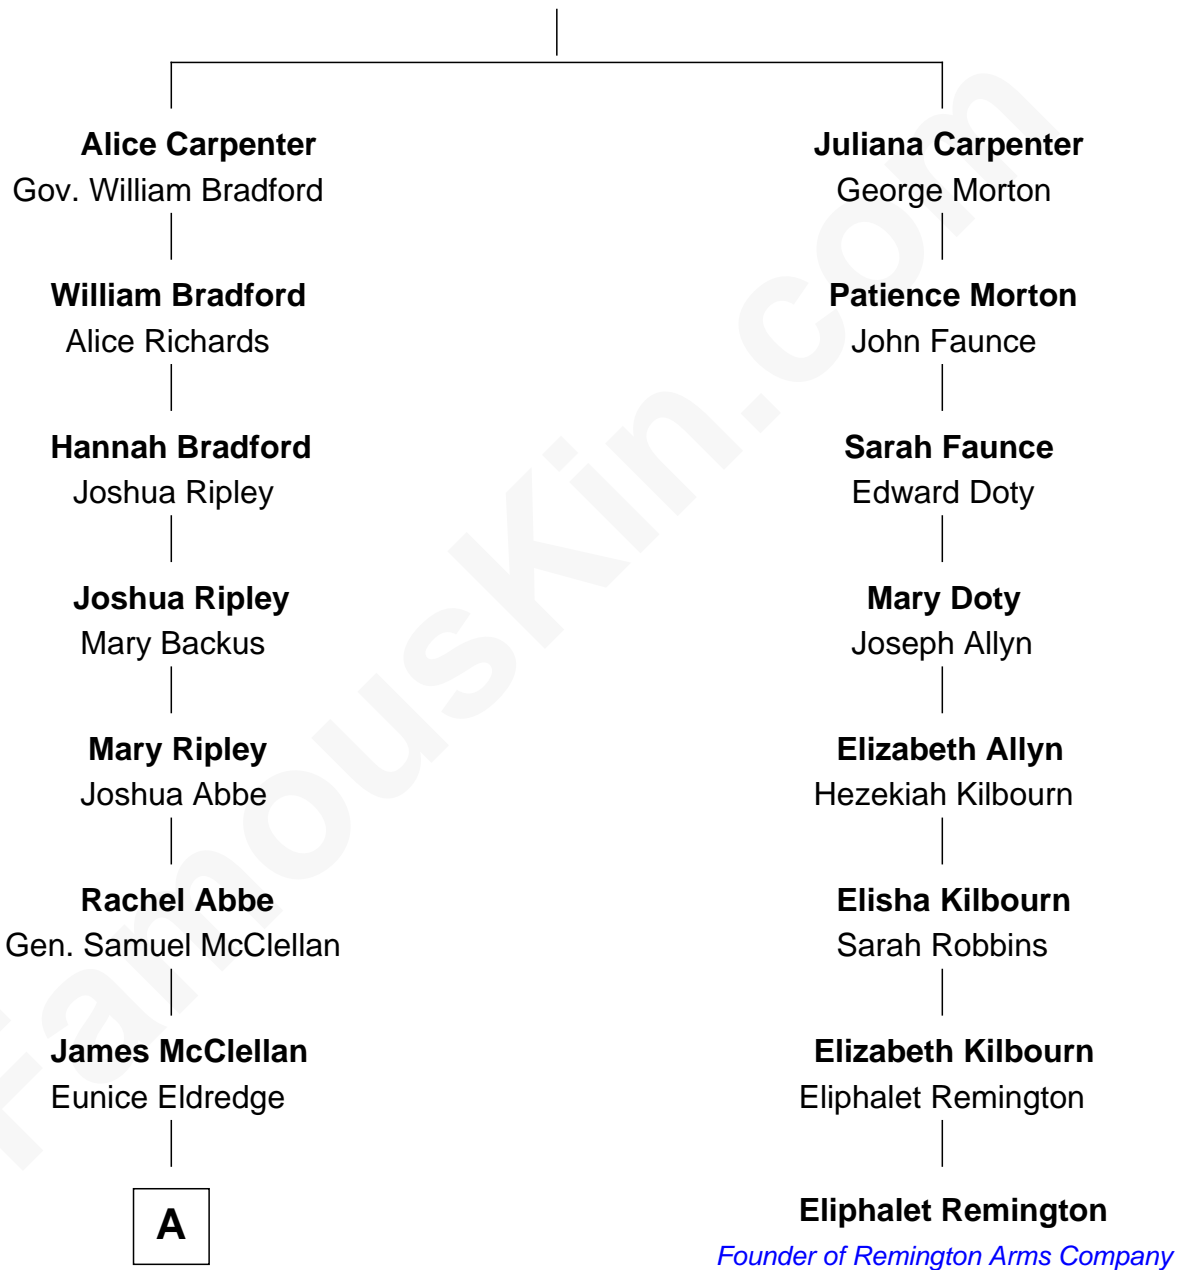 Alice Carpenter
Gov. William Bradford
William Bradford
Alice Richards
Hannah Bradford
Joshua Ripley
Joshua Ripley
Mary Backus
Mary Ripley
Joshua Abbe
Rachel Abbe
Gen. Samuel McClellan
James McClellan
Eunice Eldredge
A
Juliana Carpenter
George Morton
Patience Morton
John Faunce
Sarah Faunce
Edward Doty
Mary Doty
Joseph Allyn
Elizabeth Allyn
Hezekiah Kilbourn
Elisha Kilbourn
Sarah Robbins
Elizabeth Kilbourn
Eliphalet Remington
Eliphalet Remington
Founder of Remington Arms Company
FamousKin.com